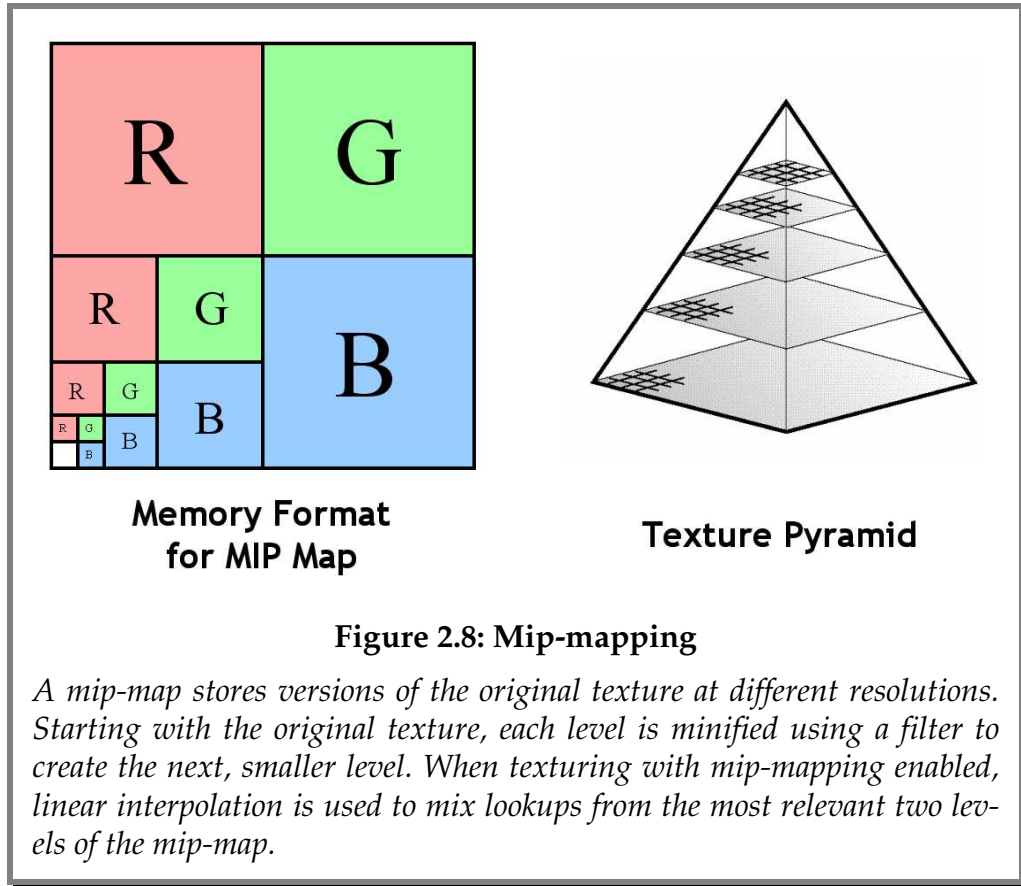 R G
R G
B
R G
B
R G
B
B
Memory Format
for MIP Map
Texture Pyramid
Figure 2.8: Mip-mapping
A mip-map stores versions of the original texture at different resolutions.
Starting with the original texture, each level is minified using a filter to
create the next, smaller level. When texturing with mip-mapping enabled,
linear interpolation is used to mix lookups from the most relevant two lev-
els of the mip-map.